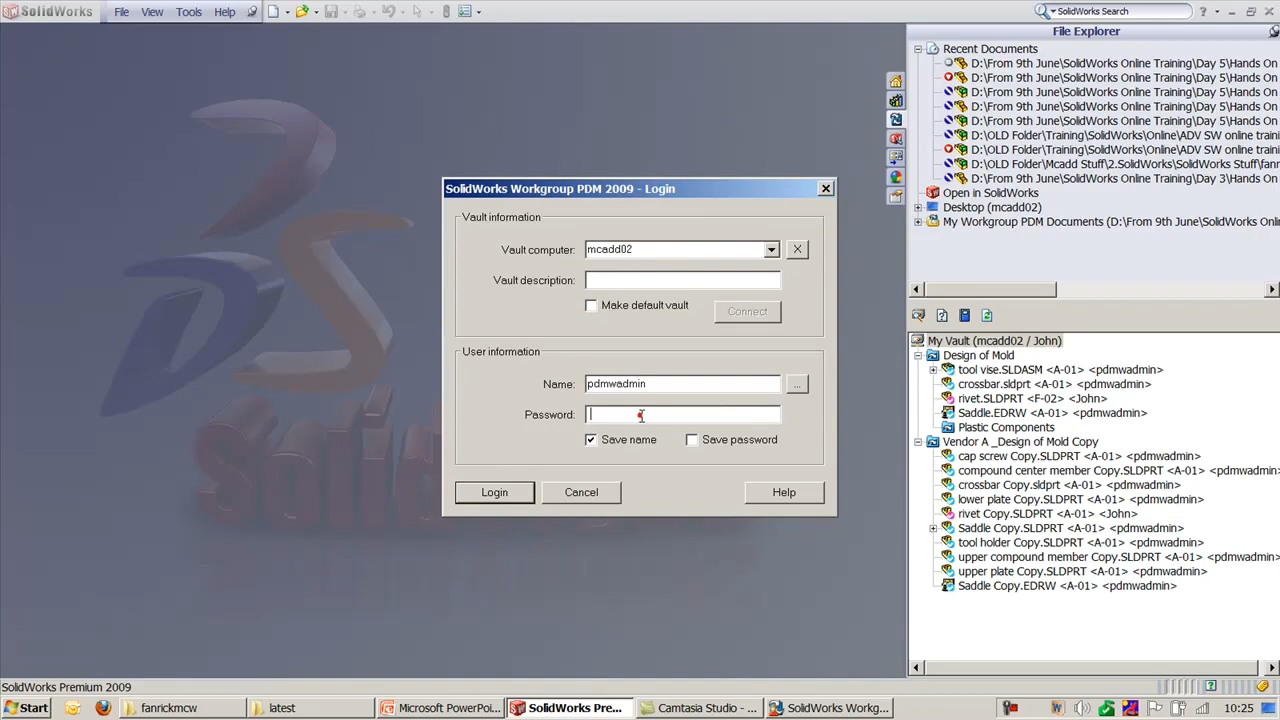 SolidWorks
File View Tools Help
SolidWorks Search
File Explorer
Recent Documents
D:\From 9th June\SolidWorks Online Training\Day 5\Hands On
D:\From 9th June\SolidWorks Online Training\Day 5\Hands On
D:\From 9th June\SolidWorks Online Training\Day 5\Hands On
D:\From 9th June\SolidWorks Online Training\Day 5\Hands On
D:\From 9th June\SolidWorks Online Training\Day 5\Hands On
D:\OLD Folder\Training\SolidWorks\Online\ADV SW online traini
D:\From 9th June\SolidWorks Online Training\Day 5\Hands On
D:\OLD Folder\Mcadd Stuff\2.SolidWorks\SolidWorks Stuff\fanr
D:\From 9th June\SolidWorks Online Training\Day 3\Hands On
Open in SolidWorks
Desktop (mcadd02)
My Workgroup PDM Documents (D:\From 9th June\SolidWorks Onlin
SolidWorks Workgroup PDM 2009 - Login
Vault information
Vault computer: mcadd02
Vault description:
Make default vault Connect
User information
Name: pdmwadmin ...
Password:
Save name Save password
Login Cancel Help
My Vault (mcadd02 / John)
Design of Mold
tool vise.SLDASM <A-01> <pdmwadmin>
crossbar.sldprt <A-01> <pdmwadmin>
rivet.SLDPRT <F-02> <John>
Saddle.EDRW <A-01> <pdmwadmin>
Plastic Components
Vendor A _Design of Mold Copy
cap screw Copy.SLDPRT <A-01> <pdmwadmin>
compound center member Copy.SLDPRT <A-01> <pdmwadmin>
crossbar Copy.sldprt <A-01> <pdmwadmin>
lower plate Copy.SLDPRT <A-01> <pdmwadmin>
rivet Copy.SLDPRT <A-01> <John>
Saddle Copy.SLDPRT <A-01> <pdmwadmin>
tool holder Copy.SLDPRT <A-01> <pdmwadmin>
upper compound member Copy.SLDPRT <A-01> <pdmwadmin>
upper plate Copy.SLDPRT <A-01> <pdmwadmin>
Saddle Copy.EDRW <A-01> <pdmwadmin>
SolidWorks Premium 2009
Start fanrickmcw latest Microsoft PowerPoi... SolidWorks Pre... Camtasia Studio - ... SolidWorks Workg... 10:25